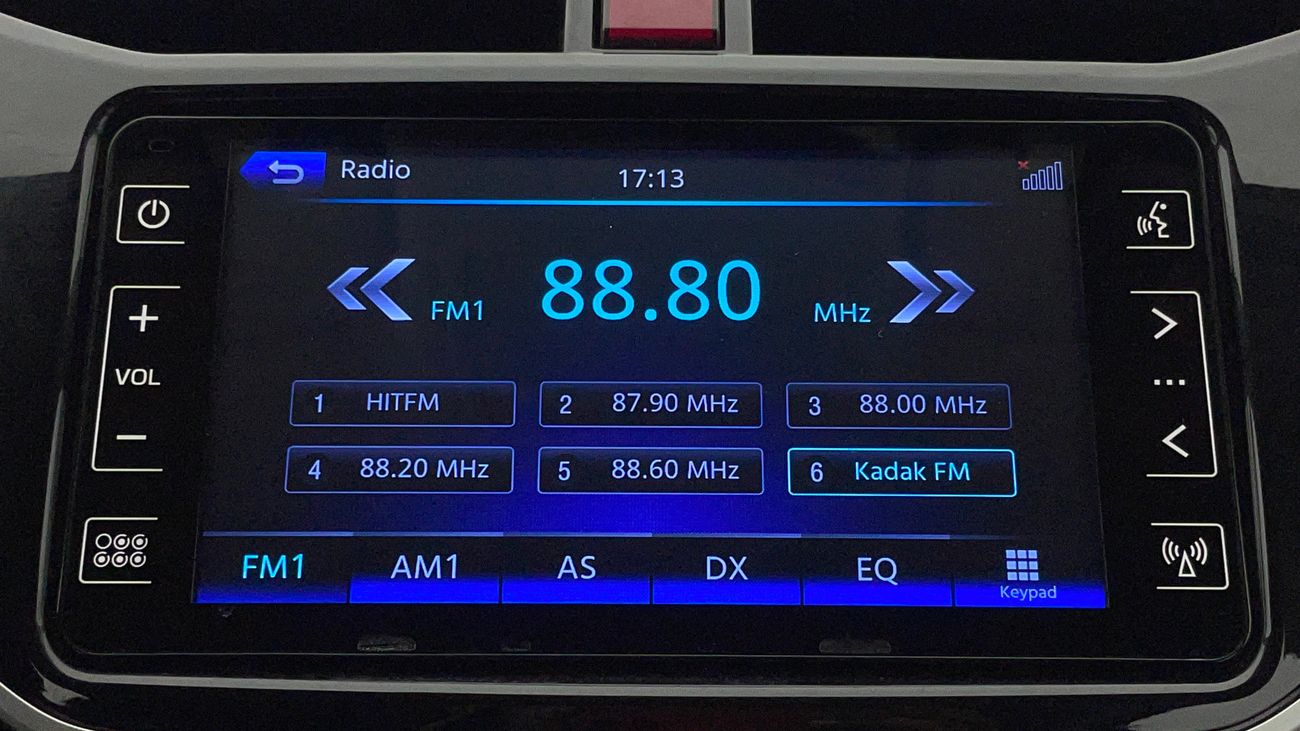 Radio
17:13
FM1 88.80 MHz
+
VOL
−
1 HITFM
2 87.90 MHz
3 88.00 MHz
4 88.20 MHz
5 88.60 MHz
6 Kadak FM
FM1
AM1
AS
DX
EQ
Keypad